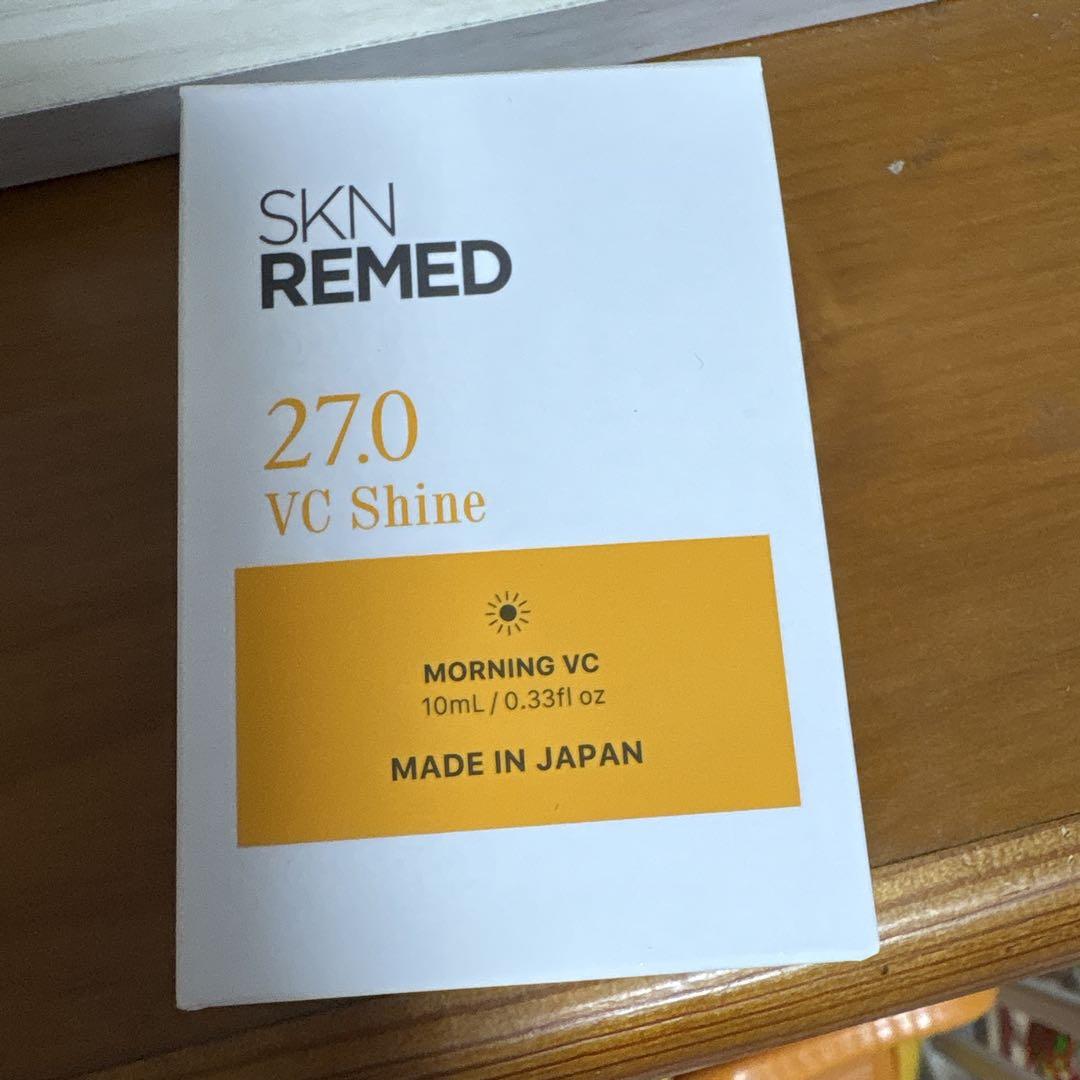 SKN
REMED
27.0
VC Shine
MORNING VC
10mL / 0.33fl oz
MADE IN JAPAN